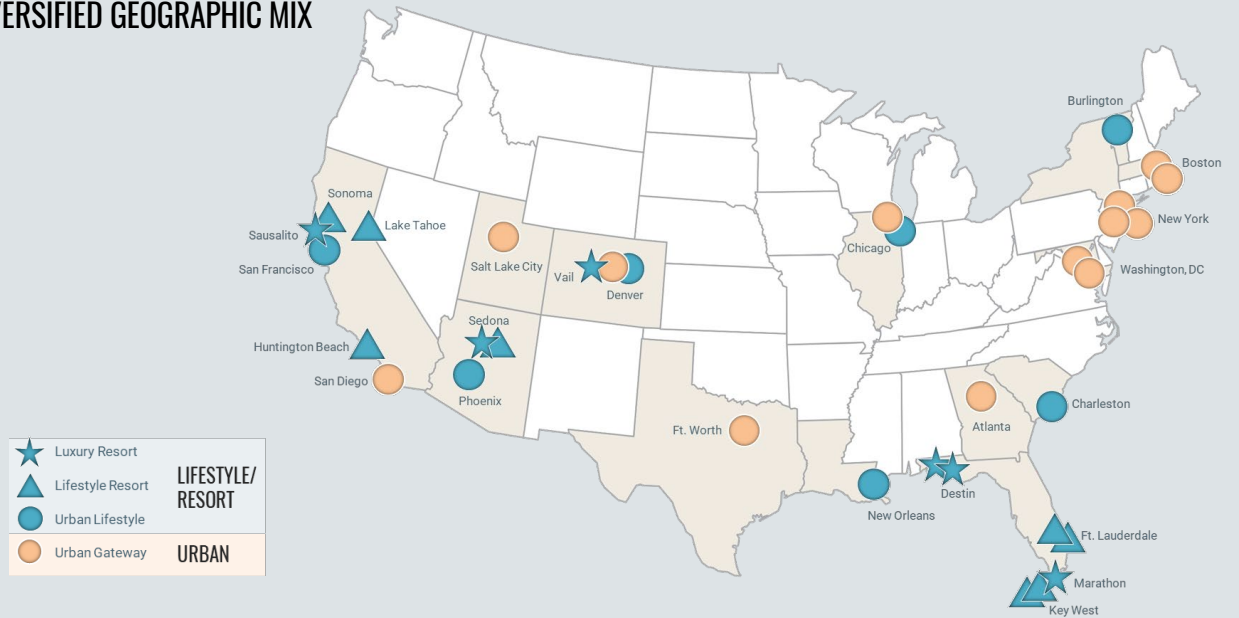 VERSIFIED GEOGRAPHIC MIX
Burlington
Boston
Sonoma
Lake Tahoe
New York
Sausalito
Chicago
San Francisco
Salt Lake City
Vail
Washington, DC
Denver
Sedona
Huntington Beach
San Diego
Phoenix
Charleston
Ft. Worth
Atlanta
Destin
New Orleans
Ft. Lauderdale
Marathon
Key West
Luxury Resort
Lifestyle Resort
Urban Lifestyle
LIFESTYLE/
RESORT
Urban Gateway
URBAN